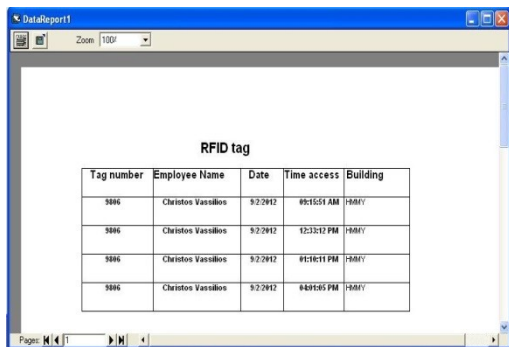 DataReport1
Zoom 100%
RFID tag
Tag number Employee Name Date Time access Building
9806 Christos Vassilios 9/2/2012 09:15:51 AM HMMY
9806 Christos Vassilios 9/2/2012 12:33:12 PM HMMY
9806 Christos Vassilios 9/2/2012 01:10:11 PM HMMY
9806 Christos Vassilios 9/2/2012 04:01:05 PM HMMY
Pages: 1